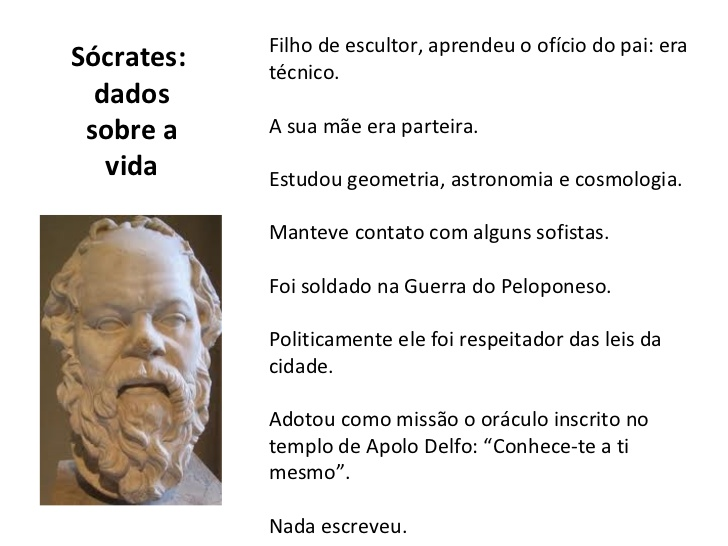 Sócrates:
dados
sobre a
vida
Filho de escultor, aprendeu o ofício do pai: era
técnico.
A sua mãe era parteira.
Estudou geometria, astronomia e cosmologia.
Manteve contato com alguns sofistas.
Foi soldado na Guerra do Peloponeso.
Politicamente ele foi respeitador das leis da
cidade.
Adotou como missão o oráculo inscrito no
templo de Apolo Delfo: “Conhece-te a ti
mesmo”.
Nada escreveu.